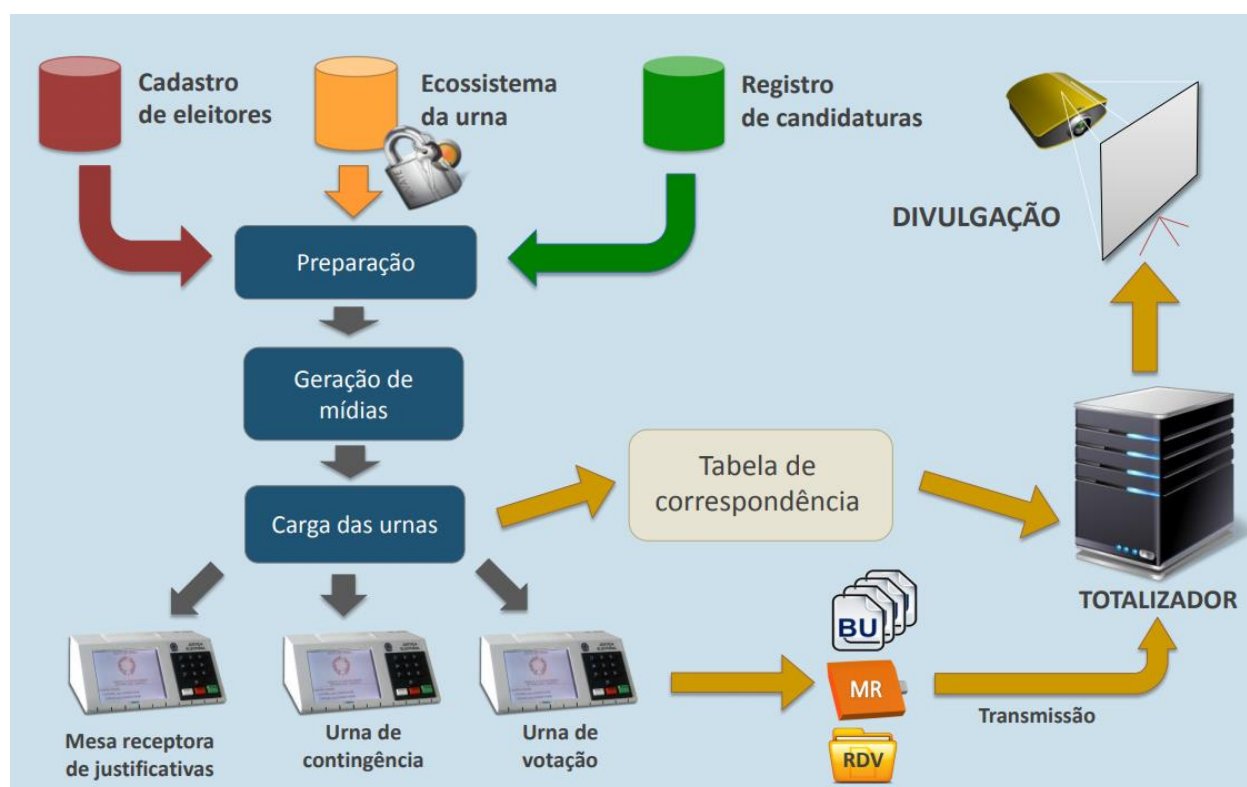 Cadastro
de eleitores
Ecossistema
da urna
Registro
de candidaturas
DIVULGAÇÃO
Preparação
Geração de
mídias
Carga das urnas
Tabela de
correspondência
TOTALIZADOR
BU
MR
RDV
Transmissão
Mesa receptora
de justificativas
Urna de
contingência
Urna de
votação